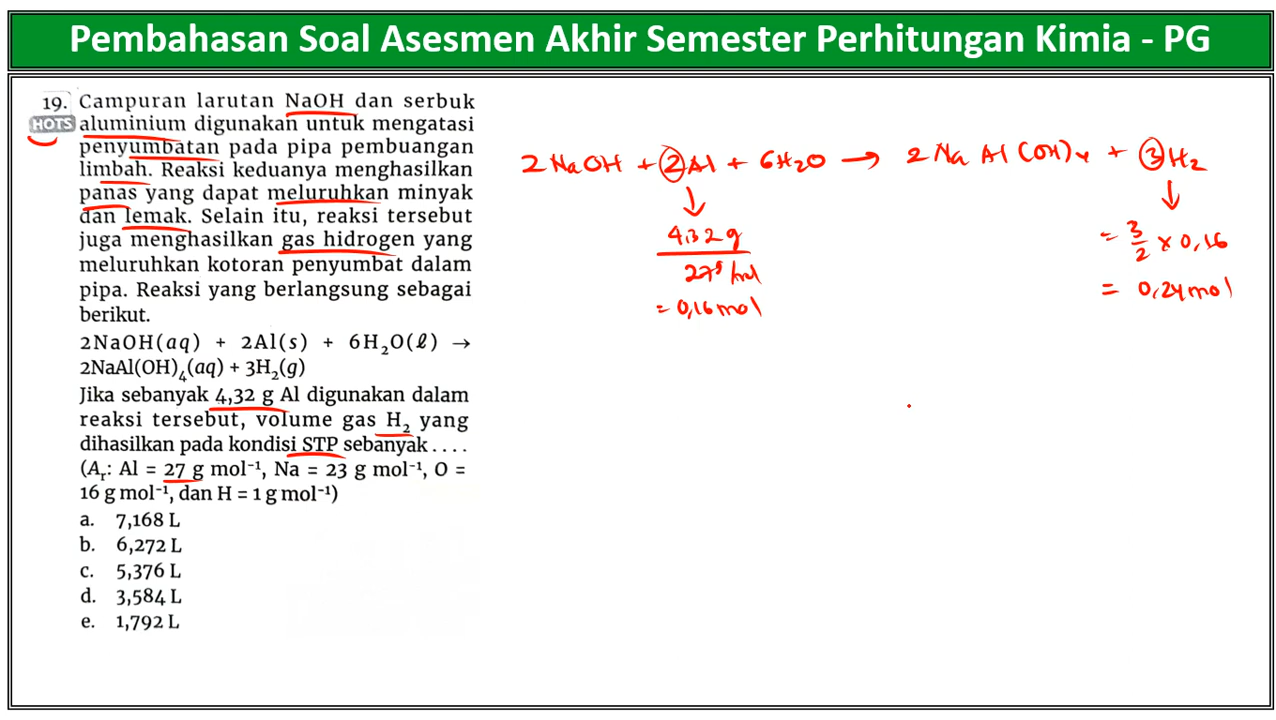 Pembahasan Soal Asesmen Akhir Semester Perhitungan Kimia - PG
19. Campuran larutan NaOH dan serbuk
HOTS aluminium digunakan untuk mengatasi
penyumbatan pada pipa pembuangan
limbah. Reaksi keduanya menghasilkan
panas yang dapat meluruhkan minyak
dan lemak. Selain itu, reaksi tersebut
juga menghasilkan gas hidrogen yang
meluruhkan kotoran penyumbat dalam
pipa. Reaksi yang berlangsung sebagai
berikut.
2NaOH(aq) + 2Al(s) + 6H₂O(ℓ) →
2NaAl(OH)₄(aq) + 3H₂(g)
Jika sebanyak 4,32 g Al digunakan dalam
reaksi tersebut, volume gas H₂ yang
dihasilkan pada kondisi STP sebanyak . . . .
(Aᵣ: Al = 27 g mol⁻¹, Na = 23 g mol⁻¹, O =
16 g mol⁻¹, dan H = 1 g mol⁻¹)
a. 7,168 L
b. 6,272 L
c. 5,376 L
d. 3,584 L
e. 1,792 L
2NaOH + 2Al + 6H₂O → 2NaAl(OH)₄ + 3H₂
4,32 g
27 g/mol
= 0,16 mol
= 3/2 x 0,16
= 0,24 mol